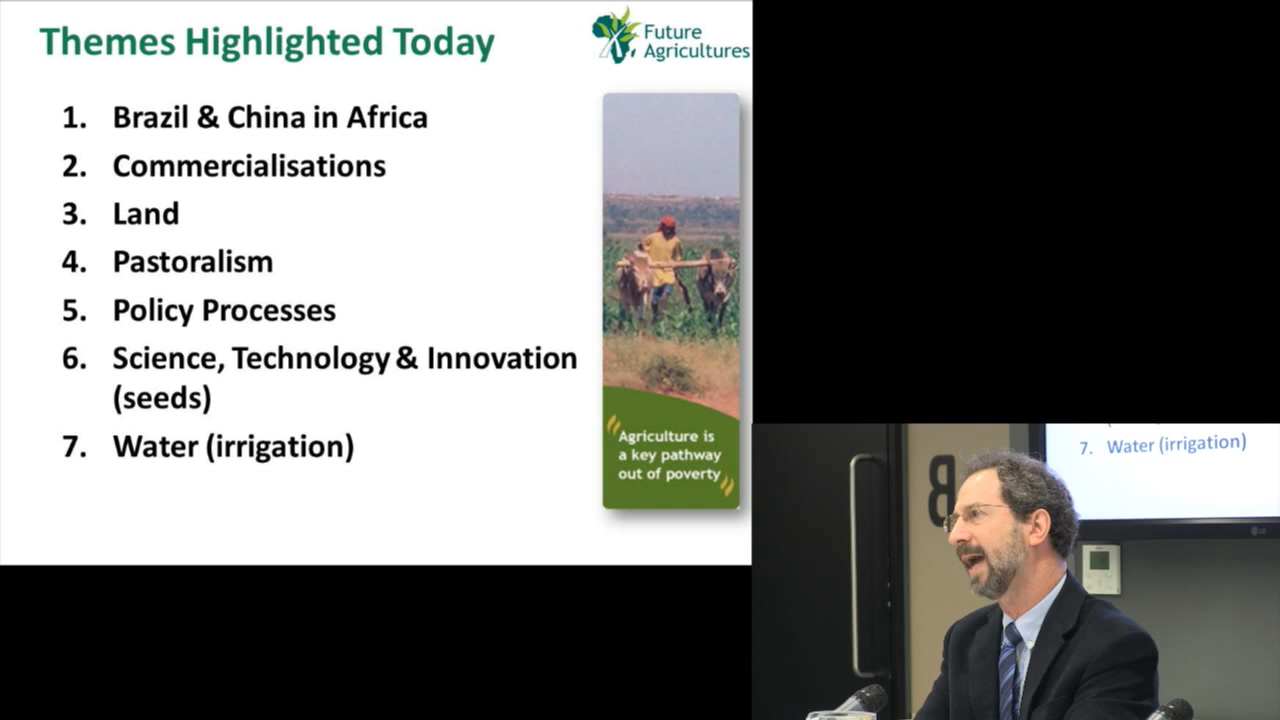 Themes Highlighted Today
Future
Agricultures
1. Brazil & China in Africa
2. Commercialisations
3. Land
4. Pastoralism
5. Policy Processes
6. Science, Technology & Innovation
(seeds)
7. Water (irrigation)
Agriculture is
a key pathway
out of poverty
7. Water (irrigation)
B
LG